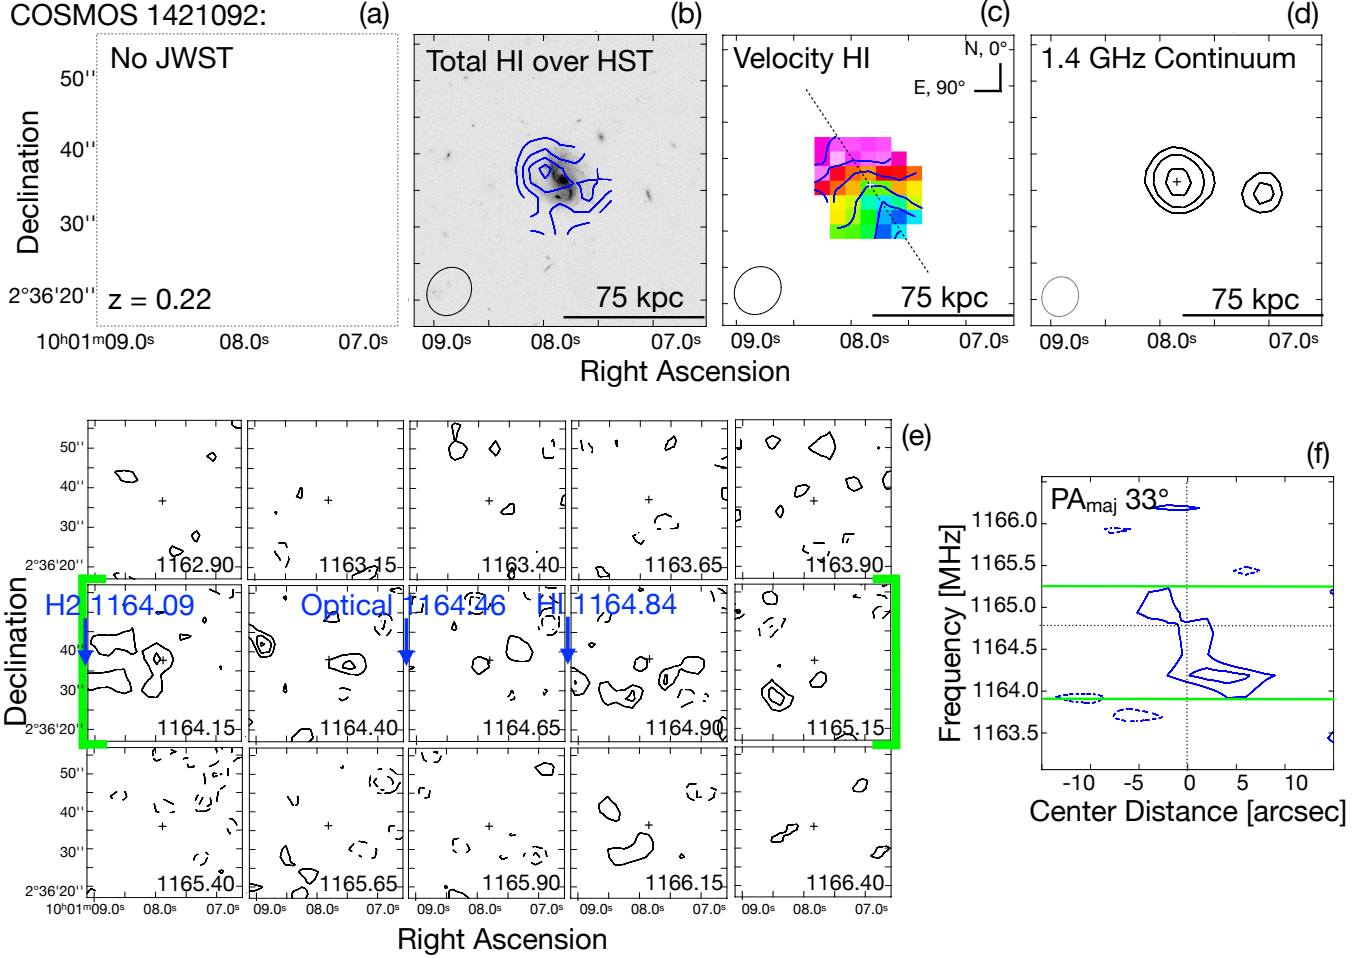 COSMOS 1421092:
(a)
(b)
(c)
(d)
No JWST
Total HI over HST
Velocity HI
N, 0°
E, 90°
1.4 GHz Continuum
50''
40''
30''
2°36'20''
Declination
z = 0.22
75 kpc
75 kpc
75 kpc
10ʰ01ᵐ09.0ˢ
08.0ˢ
07.0ˢ
09.0ˢ
08.0ˢ
07.0ˢ
09.0ˢ
08.0ˢ
07.0ˢ
09.0ˢ
08.0ˢ
07.0ˢ
Right Ascension
(e)
50''
40''
30''
2°36'20''
1162.90
1163.15
1163.40
1163.65
1163.90
H2 1164.09
Optical 1164.46
HI 1164.84
40''
30''
2°36'20''
Declination
1164.15
1164.40
1164.65
1164.90
1165.15
50''
40''
30''
2°36'20''
1165.40
1165.65
1165.90
1166.15
1166.40
10ʰ01ᵐ09.0ˢ
08.0ˢ
07.0ˢ
09.0ˢ
08.0ˢ
07.0ˢ
09.0ˢ
08.0ˢ
07.0ˢ
09.0ˢ
08.0ˢ
07.0ˢ
09.0ˢ
08.0ˢ
07.0ˢ
Right Ascension
(f)
PAmaj 33°
1166.0
1165.5
1165.0
1164.5
1164.0
1163.5
Frequency [MHz]
-10
-5
0
5
10
Center Distance [arcsec]